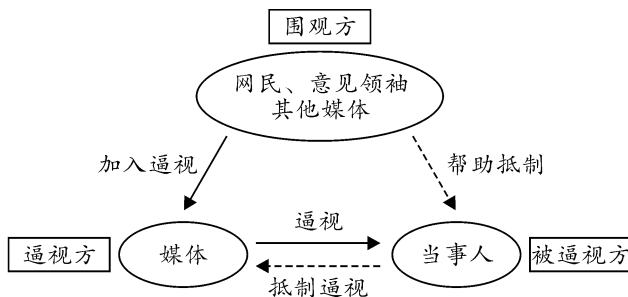 围观方
网民、意见领袖
其他媒体
加入逼视
帮助抵制
逼视
逼视方
媒体
当事人
被逼视方
抵制逼视